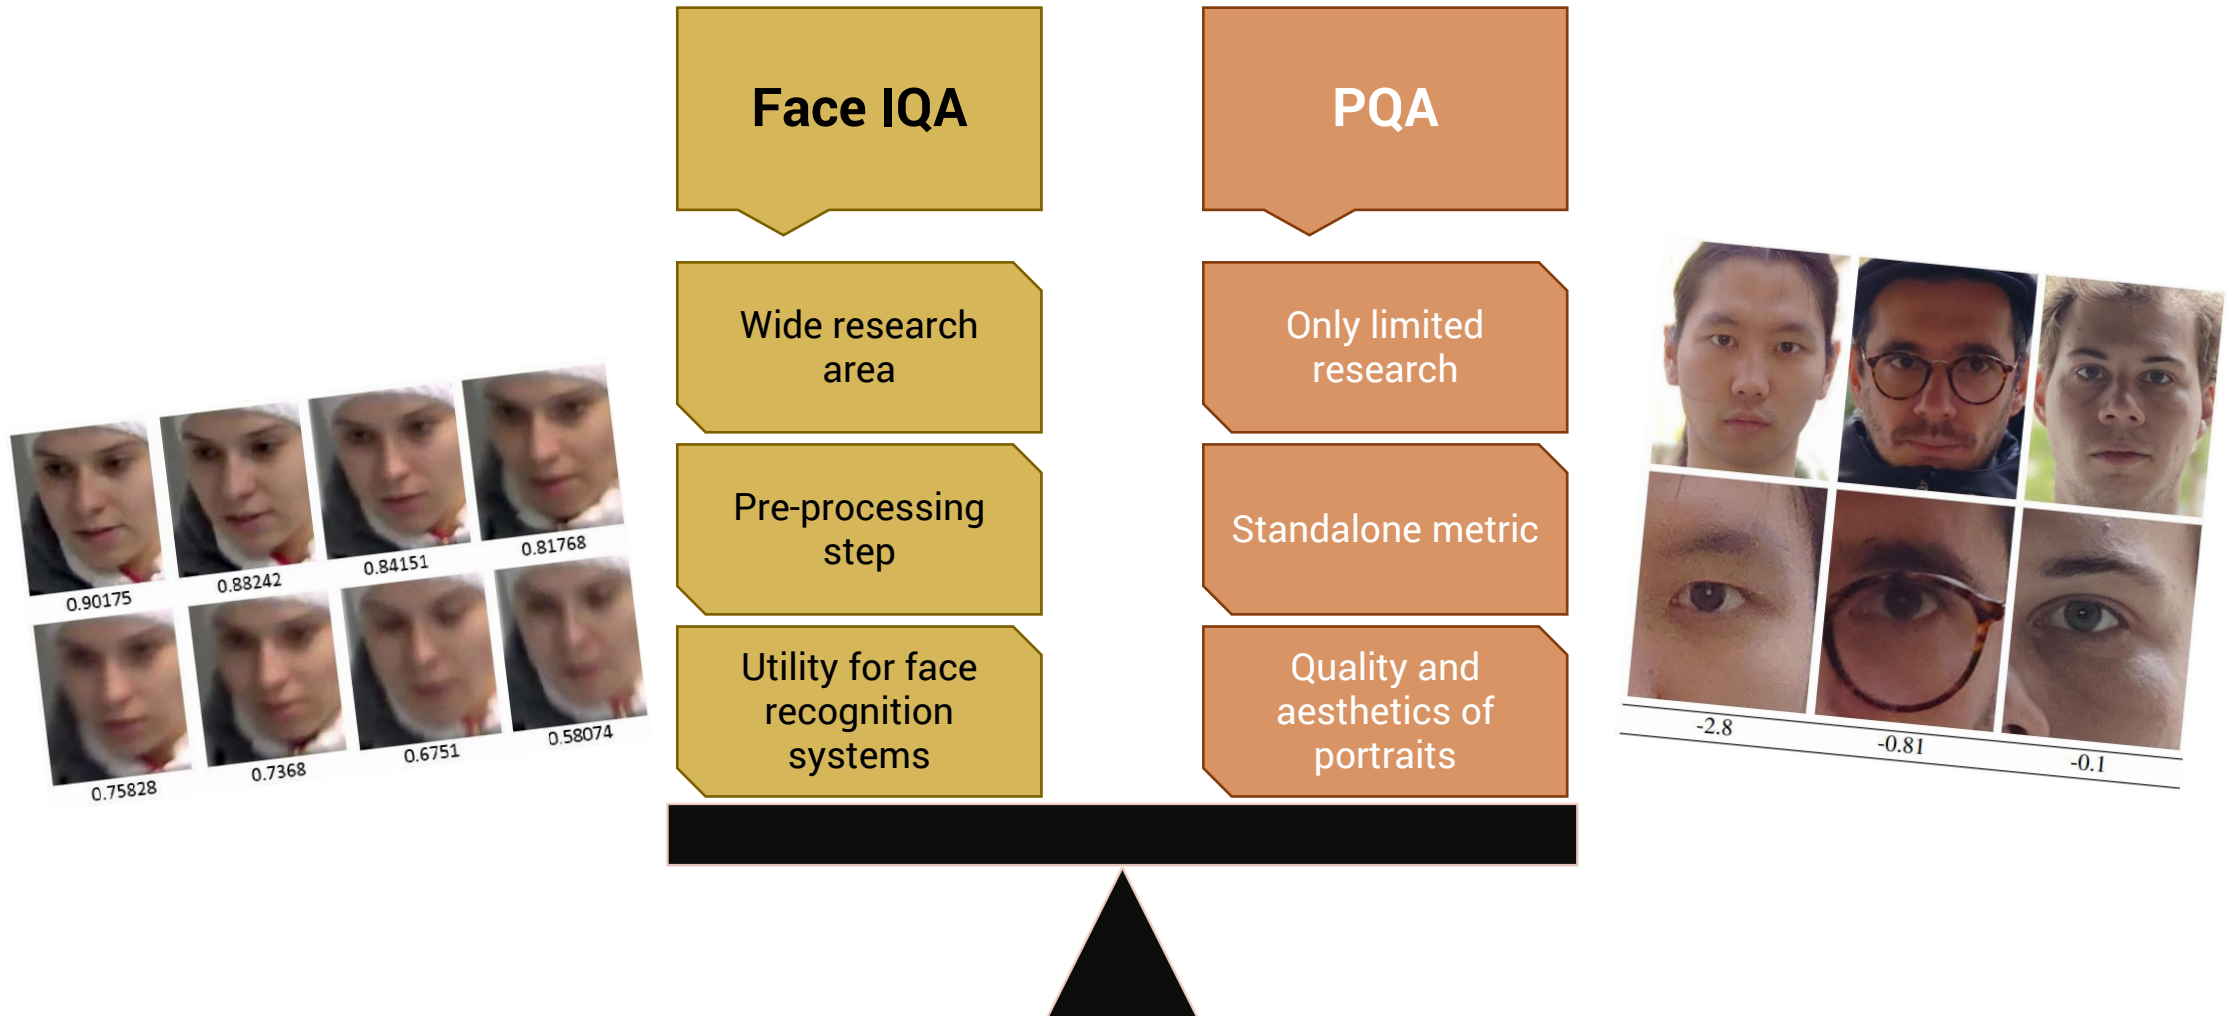 Face IQA
PQA
Wide research
area
Only limited
research
Pre-processing
step
Standalone metric
Utility for face
recognition
systems
Quality and
aesthetics of
portraits
0.90175
0.88242
0.84151
0.81768
0.75828
0.7368
0.6751
0.58074
-2.8
-0.81
-0.1